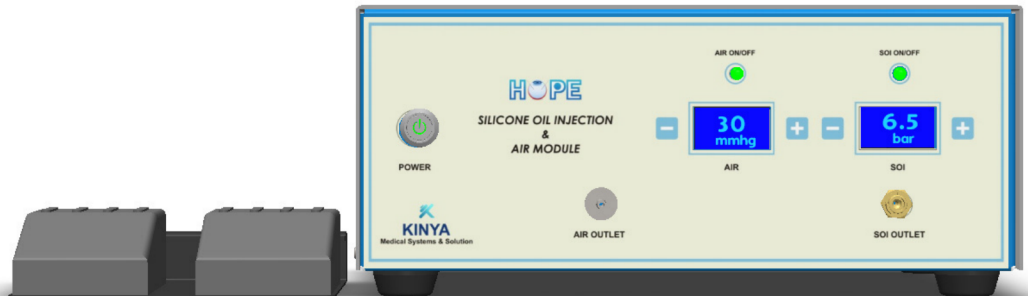 HOPE
SILICONE OIL INJECTION
&
AIR MODULE
POWER
KINYA
Medical Systems & Solution
AIR ON/OFF
30
mmhg
AIR
SOI ON/OFF
6.5
bar
SOI
AIR OUTLET
SOI OUTLET